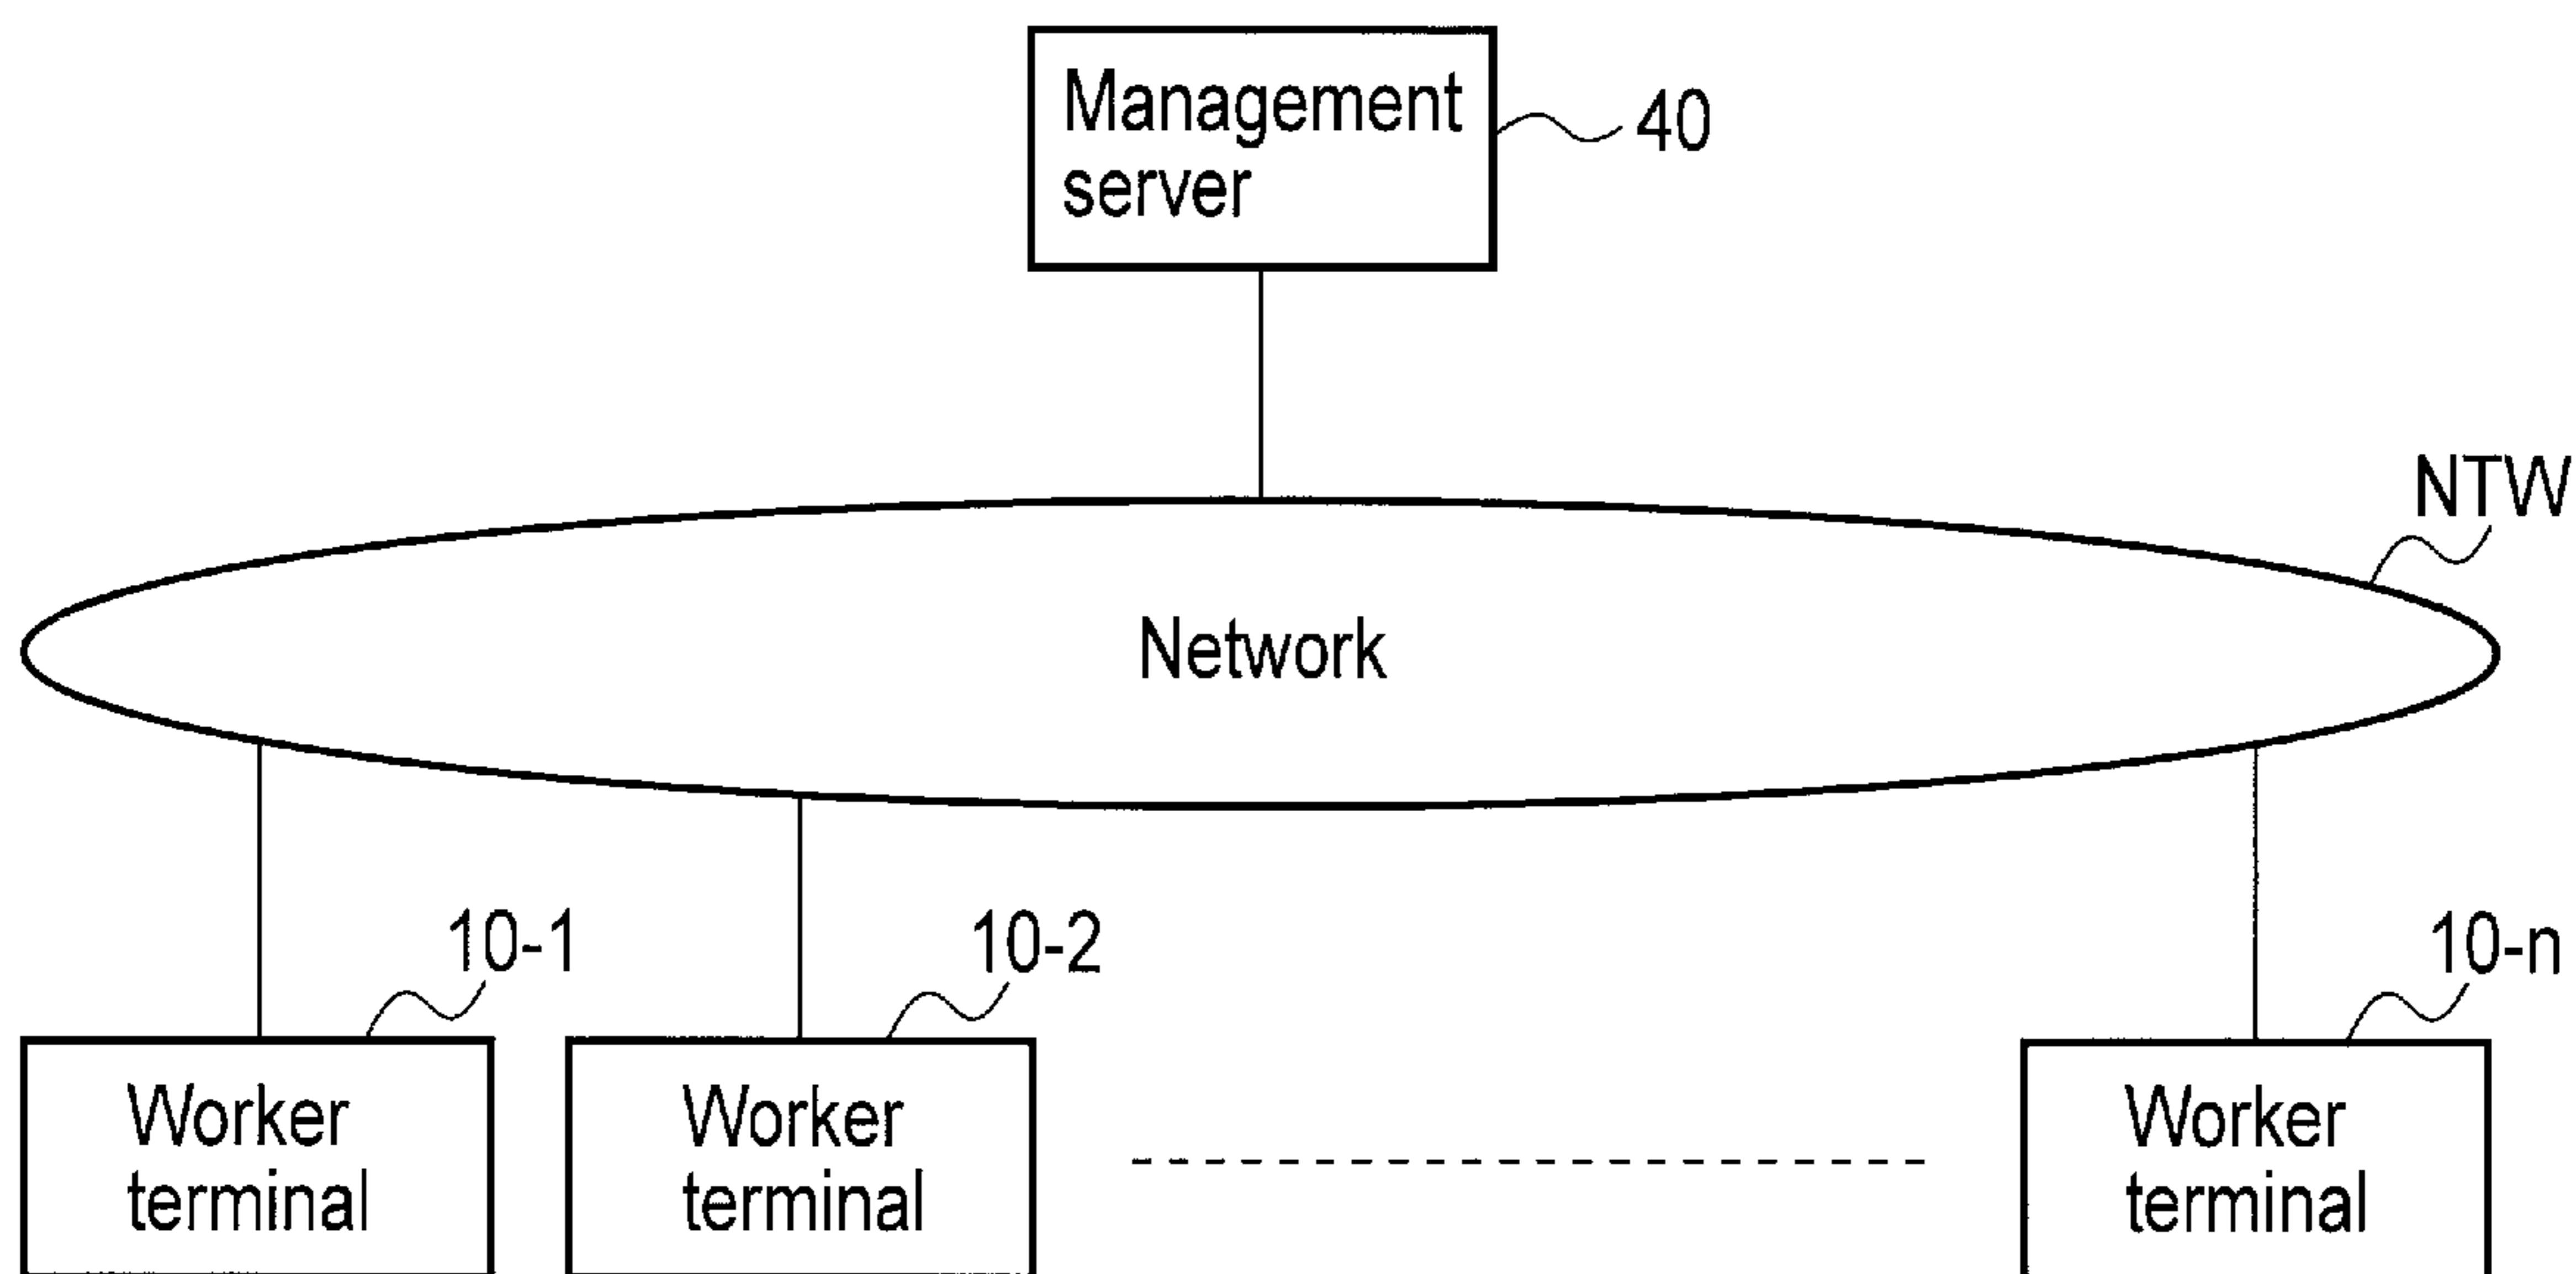 Management
server
40
NTW
Network
10-1
10-2
10-n
Worker
terminal
Worker
terminal
Worker
terminal